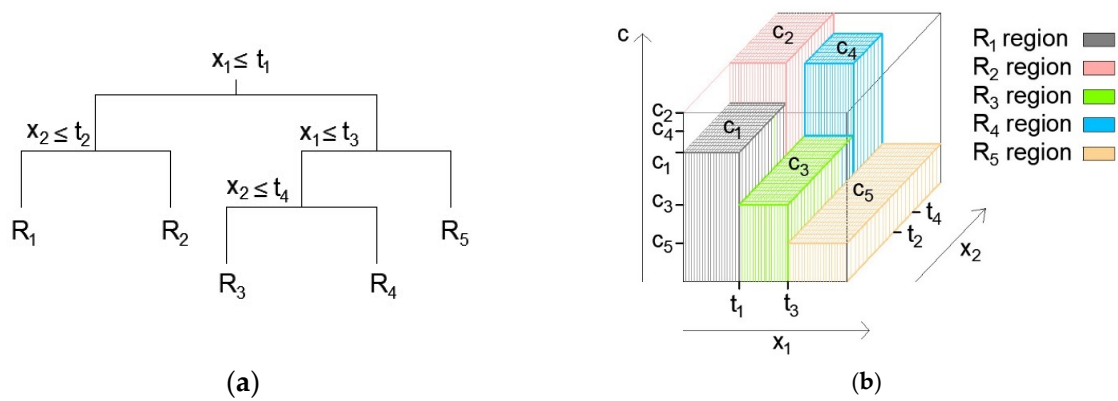 x₁ ≤ t₁
x₂ ≤ t₂
x₁ ≤ t₃
x₂ ≤ t₄
R₁
R₂
R₅
R₃
R₄
(a)
c
c₂
c₄
c₁
c₃
c₅
c₂
c₄
c₁
c₃
c₅
t₄
t₂
x₂
t₁
t₃
x₁
R₁ region
R₂ region
R₃ region
R₄ region
R₅ region
(b)